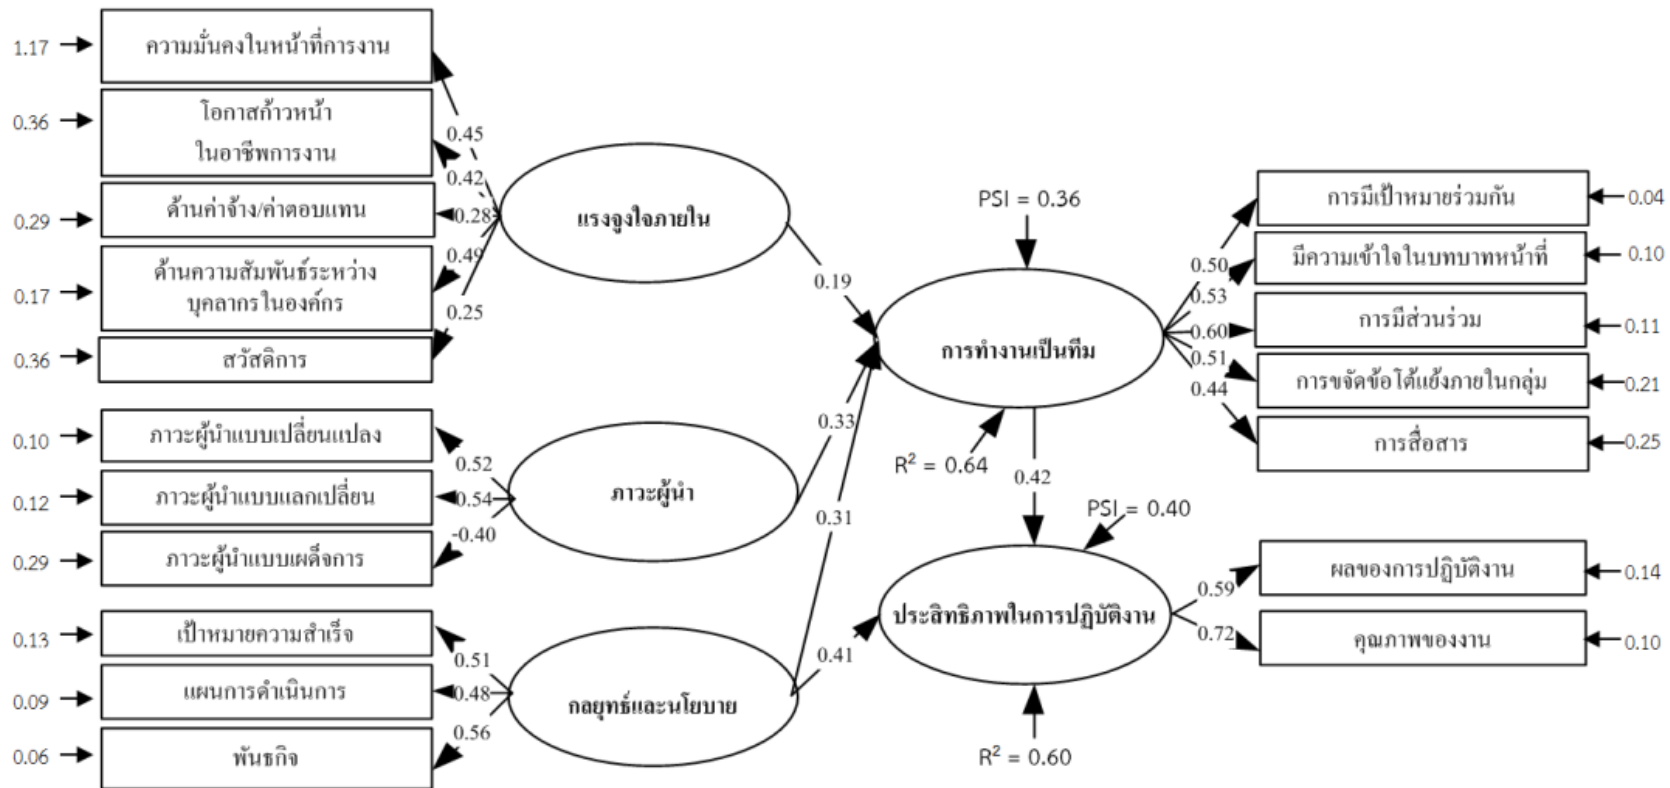 1.17
ความมั่นคงในหน้าที่การงาน
0.36
โอกาสก้าวหน้า
ในอาชีพการงาน
0.29
ด้านค่าจ้าง/ค่าตอบแทน
0.17
ด้านความสัมพันธ์ระหว่าง
บุคลากรในองค์กร
0.36
สวัสดิการ
0.45
0.42
0.28
0.49
0.25
แรงจูงใจภายใน
0.19
0.10
ภาวะผู้นำแบบเปลี่ยนแปลง
0.12
ภาวะผู้นำแบบแลกเปลี่ยน
0.29
ภาวะผู้นำแบบเผด็จการ
0.52
0.54
-0.40
ภาวะผู้นำ
0.33
0.13
เป้าหมายความสำเร็จ
0.09
แผนการดำเนินการ
0.06
พันธกิจ
0.51
0.48
0.56
กลยุทธ์และนโยบาย
0.31
0.41
PSI = 0.36
การทำงานเป็นทีม
R² = 0.64
0.42
PSI = 0.40
ประสิทธิภาพในการปฏิบัติงาน
R² = 0.60
0.50
0.53
0.60
0.51
0.44
การมีเป้าหมายร่วมกัน
0.04
มีความเข้าใจในบทบาทหน้าที่
0.10
การมีส่วนร่วม
0.11
การขจัดข้อโต้แย้งภายในกลุ่ม
0.21
การสื่อสาร
0.25
0.59
0.72
ผลของการปฏิบัติงาน
0.14
คุณภาพของงาน
0.10